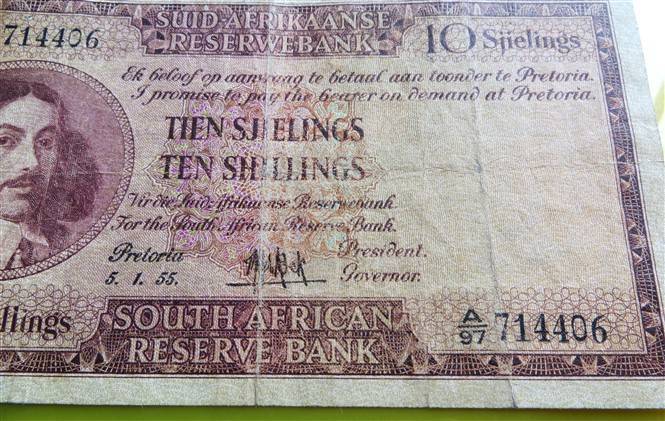 714406
SUID-AFRIKAANSE
RESERWEBANK
10 Sjielings
Ek beloof op aanvraag te betaal aan toonder te Pretoria.
I promise to pay the bearer on demand at Pretoria.
TIEN SJIELINGS
TEN SHILLINGS
Vir die Suid-Afrikaanse Reserwebank.
For the South African Reserve Bank.
Pretoria
5. 1. 55.
President.
Governor.
llings
SOUTH AFRICAN
RESERVE BANK
A/97 714406